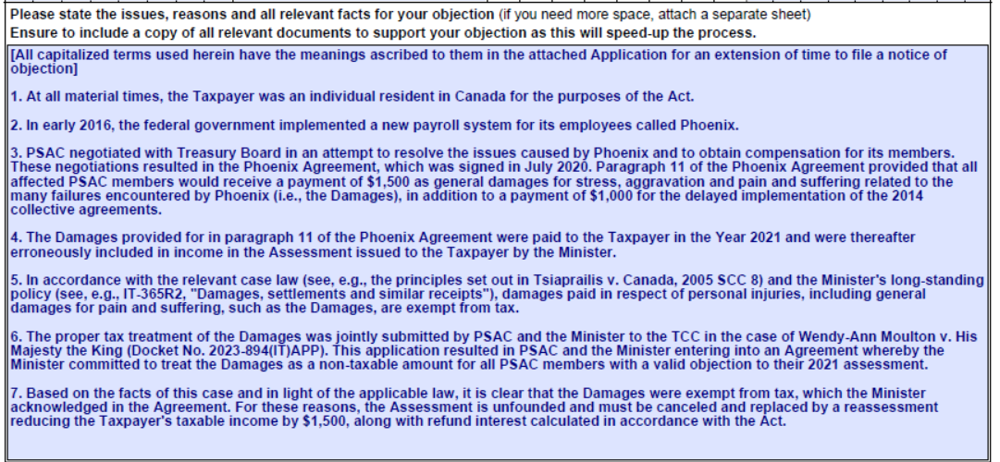 Please state the issues, reasons and all relevant facts for your objection (if you need more space, attach a separate sheet)
Ensure to include a copy of all relevant documents to support your objection as this will speed-up the process.
[All capitalized terms used herein have the meanings ascribed to them in the attached Application for an extension of time to file a notice of
objection]
1. At all material times, the Taxpayer was an individual resident in Canada for the purposes of the Act.
2. In early 2016, the federal government implemented a new payroll system for its employees called Phoenix.
3. PSAC negotiated with Treasury Board in an attempt to resolve the issues caused by Phoenix and to obtain compensation for its members.
These negotiations resulted in the Phoenix Agreement, which was signed in July 2020. Paragraph 11 of the Phoenix Agreement provided that all
affected PSAC members would receive a payment of $1,500 as general damages for stress, aggravation and pain and suffering related to the
many failures encountered by Phoenix (i.e., the Damages), in addition to a payment of $1,000 for the delayed implementation of the 2014
collective agreements.
4. The Damages provided for in paragraph 11 of the Phoenix Agreement were paid to the Taxpayer in the Year 2021 and were thereafter
erroneously included in income in the Assessment issued to the Taxpayer by the Minister.
5. In accordance with the relevant case law (see, e.g., the principles set out in Tsiaprailis v. Canada, 2005 SCC 8) and the Minister's long-standing
policy (see, e.g., IT-365R2, "Damages, settlements and similar receipts"), damages paid in respect of personal injuries, including general
damages for pain and suffering, such as the Damages, are exempt from tax.
6. The proper tax treatment of the Damages was jointly submitted by PSAC and the Minister to the TCC in the case of Wendy-Ann Moulton v. His
Majesty the King (Docket No. 2023-894(IT)APP). This application resulted in PSAC and the Minister entering into an Agreement whereby the
Minister committed to treat the Damages as a non-taxable amount for all PSAC members with a valid objection to their 2021 assessment.
7. Based on the facts of this case and in light of the applicable law, it is clear that the Damages were exempt from tax, which the Minister
acknowledged in the Agreement. For these reasons, the Assessment is unfounded and must be canceled and replaced by a reassessment
reducing the Taxpayer's taxable income by $1,500, along with refund interest calculated in accordance with the Act.